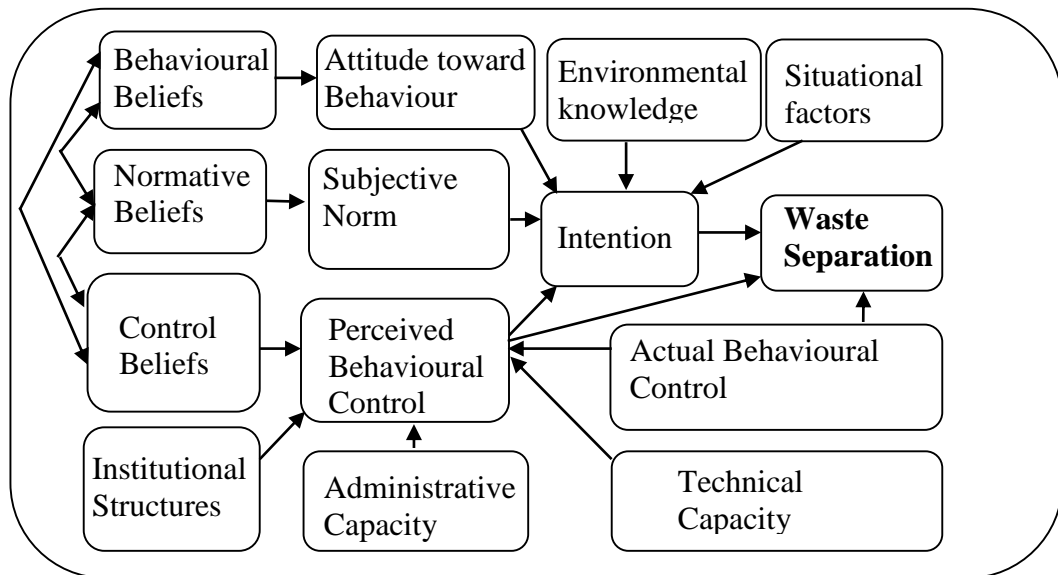 Behavioural
Beliefs
Attitude toward
Behaviour
Environmental
knowledge
Situational
factors
Normative
Beliefs
Subjective
Norm
Intention
Waste
Separation
Control
Beliefs
Perceived
Behavioural
Control
Actual Behavioural
Control
Institutional
Structures
Administrative
Capacity
Technical
Capacity